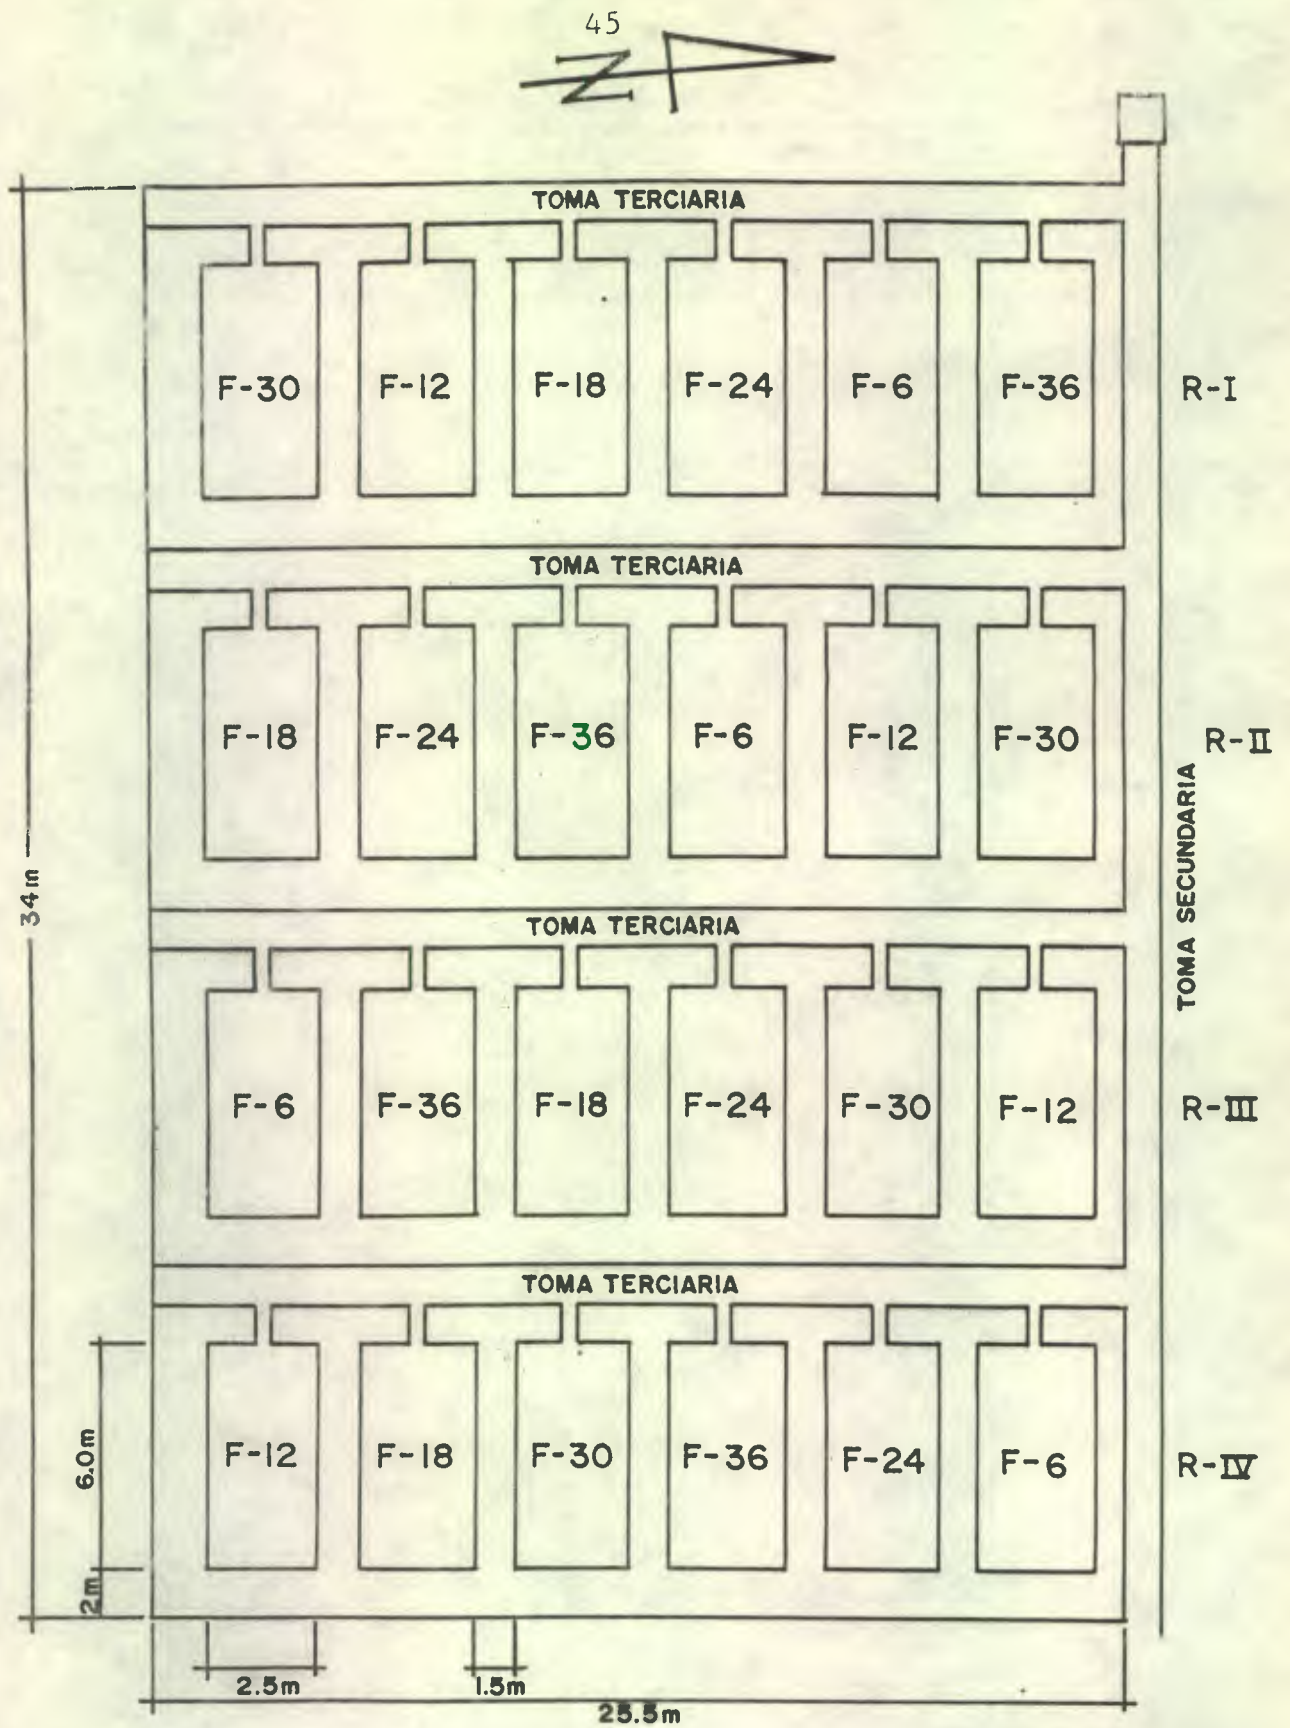 45
N
TOMA TERCIARIA
F-30 F-12 F-18 F-24 F-6 F-36 R-I
TOMA TERCIARIA
F-18 F-24 F-36 F-6 F-12 F-30 R-II
TOMA SECUNDARIA
34m
TOMA TERCIARIA
F-6 F-36 F-18 F-24 F-30 F-12 R-III
TOMA TERCIARIA
F-12 F-18 F-30 F-36 F-24 F-6 R-IV
6.0m
2m
2.5m 1.5m
25.5m